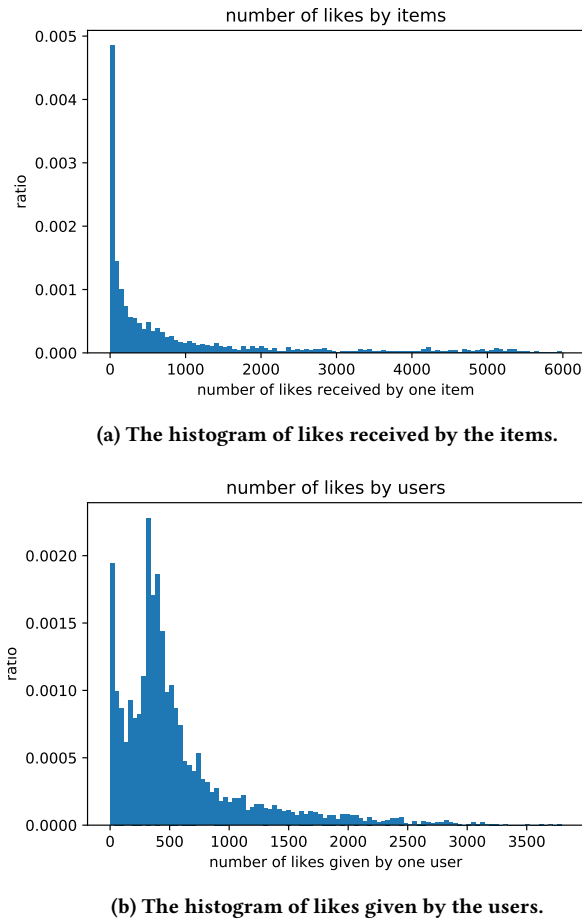 number of likes by items
0.005
0.004
0.003
0.002
0.001
0.000
ratio
0 1000 2000 3000 4000 5000 6000
number of likes received by one item
(a) The histogram of likes received by the items.
number of likes by users
0.0020
0.0015
0.0010
0.0005
0.0000
ratio
0 500 1000 1500 2000 2500 3000 3500
number of likes given by one user
(b) The histogram of likes given by the users.